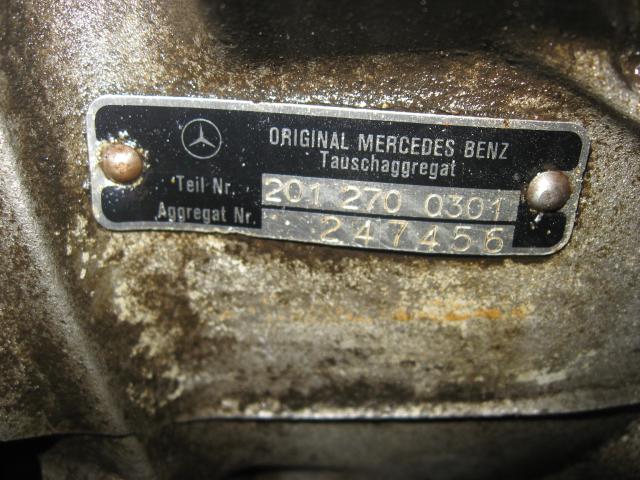 ORIGINAL MERCEDES BENZ
Tauschaggregat
Teil Nr. 201 270 0301
Aggregat Nr. 247456